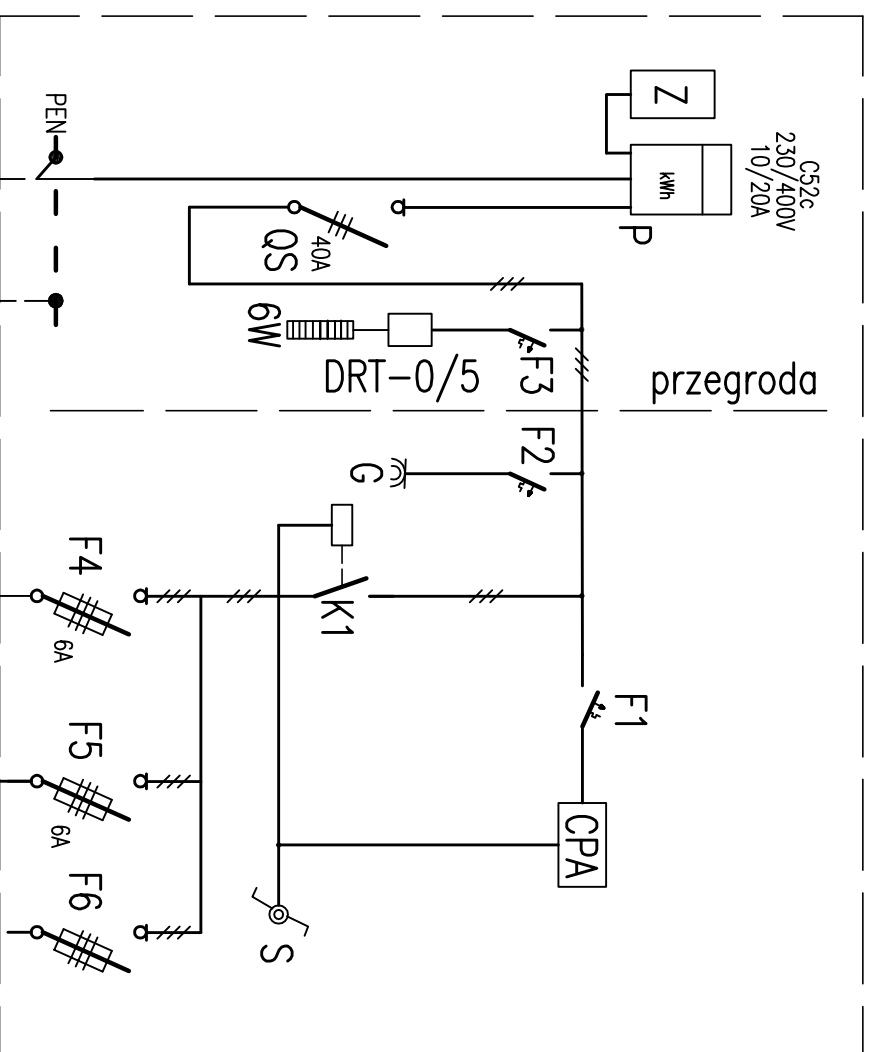 Z
C52c
230/400V
10/20A
kWh
P
PEN
40A
QS
6W
DRT-0/5
F3
przegroda
F2
G
K1
F4
6A
F1
F5
6A
CPA
F6
S